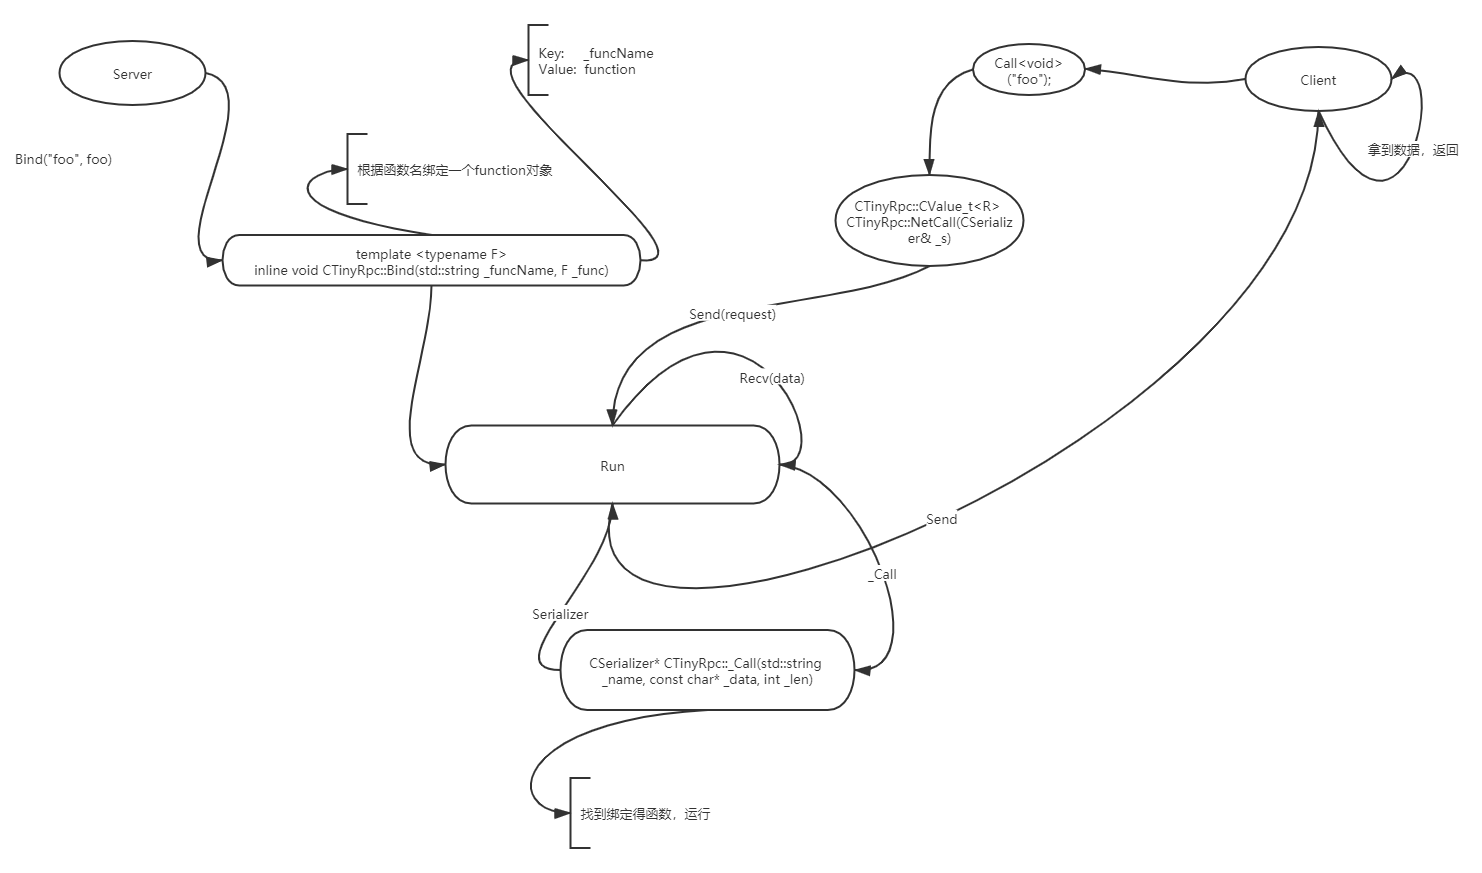 Server
Key: _funcName
Value: function
Call<void>
("foo");
Client
Bind("foo", foo)
根据函数名绑定一个function对象
拿到数据，返回
CTinyRpc::CValue_t<R>
CTinyRpc::NetCall(CSerializ
er& _s)
template <typename F>
inline void CTinyRpc::Bind(std::string _funcName, F _func)
Send(request)
Recv(data)
Run
Send
_Call
Serializer
CSerializer* CTinyRpc::_Call(std::string
_name, const char* _data, int _len)
找到绑定得函数，运行